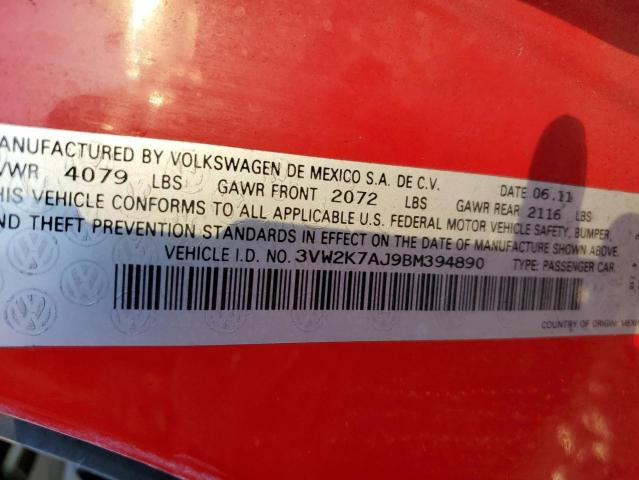 ANUFACTURED BY VOLKSWAGEN DE MEXICO S.A. DE C.V. DATE 06.11
VWR 4079 LBS GAWR FRONT 2072 LBS GAWR REAR 2116 LBS
THIS VEHICLE CONFORMS TO ALL APPLICABLE U.S. FEDERAL MOTOR VEHICLE SAFETY, BUMPER,
ND THEFT PREVENTION STANDARDS IN EFFECT ON THE DATE OF MANUFACTURE SHOWN ABOVE.
VEHICLE I.D. NO. 3VW2K7AJ9BM394890 TYPE: PASSENGER CAR
COUNTRY OF ORIGIN: MEXI